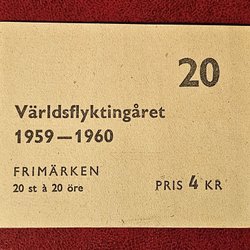 20
Världsflyktingåret
1959—1960
FRIMÄRKEN
20 st à 20 öre
PRIS 4 KR